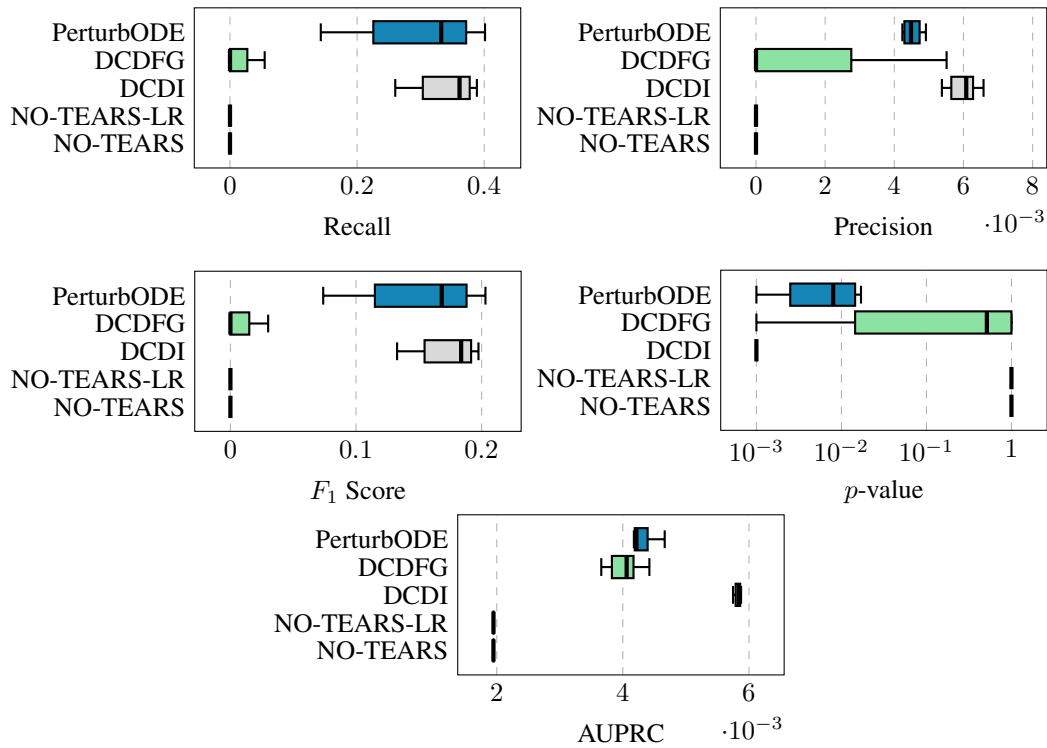 PerturbODE
DCDFG
DCDI
NO-TEARS-LR
NO-TEARS
0 0.2 0.4
Recall
PerturbODE
DCDFG
DCDI
NO-TEARS-LR
NO-TEARS
0 2 4 6 8
Precision ·10⁻³
PerturbODE
DCDFG
DCDI
NO-TEARS-LR
NO-TEARS
0 0.1 0.2
F₁ Score
PerturbODE
DCDFG
DCDI
NO-TEARS-LR
NO-TEARS
10⁻³ 10⁻² 10⁻¹ 1
p-value
PerturbODE
DCDFG
DCDI
NO-TEARS-LR
NO-TEARS
2 4 6
AUPRC ·10⁻³